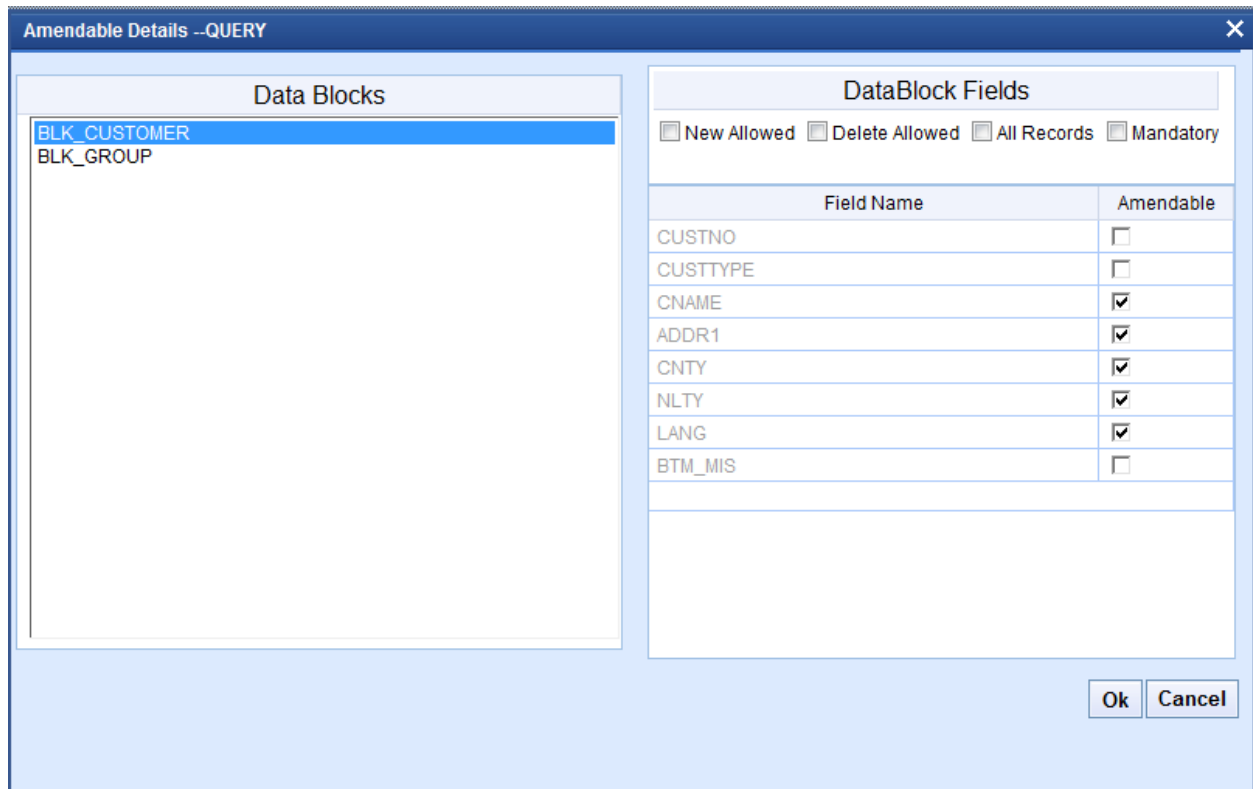 Amendable Details --QUERY
Data Blocks
BLK_CUSTOMER
BLK_GROUP
DataBlock Fields
New Allowed Delete Allowed All Records Mandatory
Field Name Amendable
CUSTNO
CUSTTYPE
CNAME
ADDR1
CNTY
NLTY
LANG
BTM_MIS
Ok Cancel